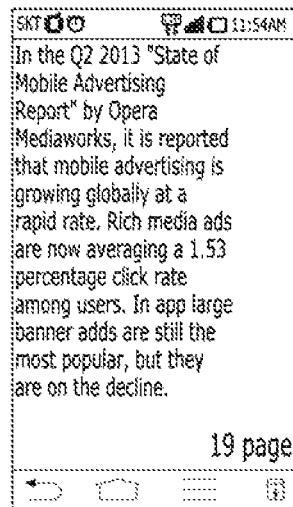 SKT 11:54AM
In the Q2 2013 "State of
Mobile Advertising
Report" by Opera
Mediaworks, it is reported
that mobile advertising is
growing globally at a
rapid rate. Rich media ads
are now averaging a 1.53
percentage click rate
among users. In app large
banner adds are still the
most popular, but they
are on the decline.
19 page